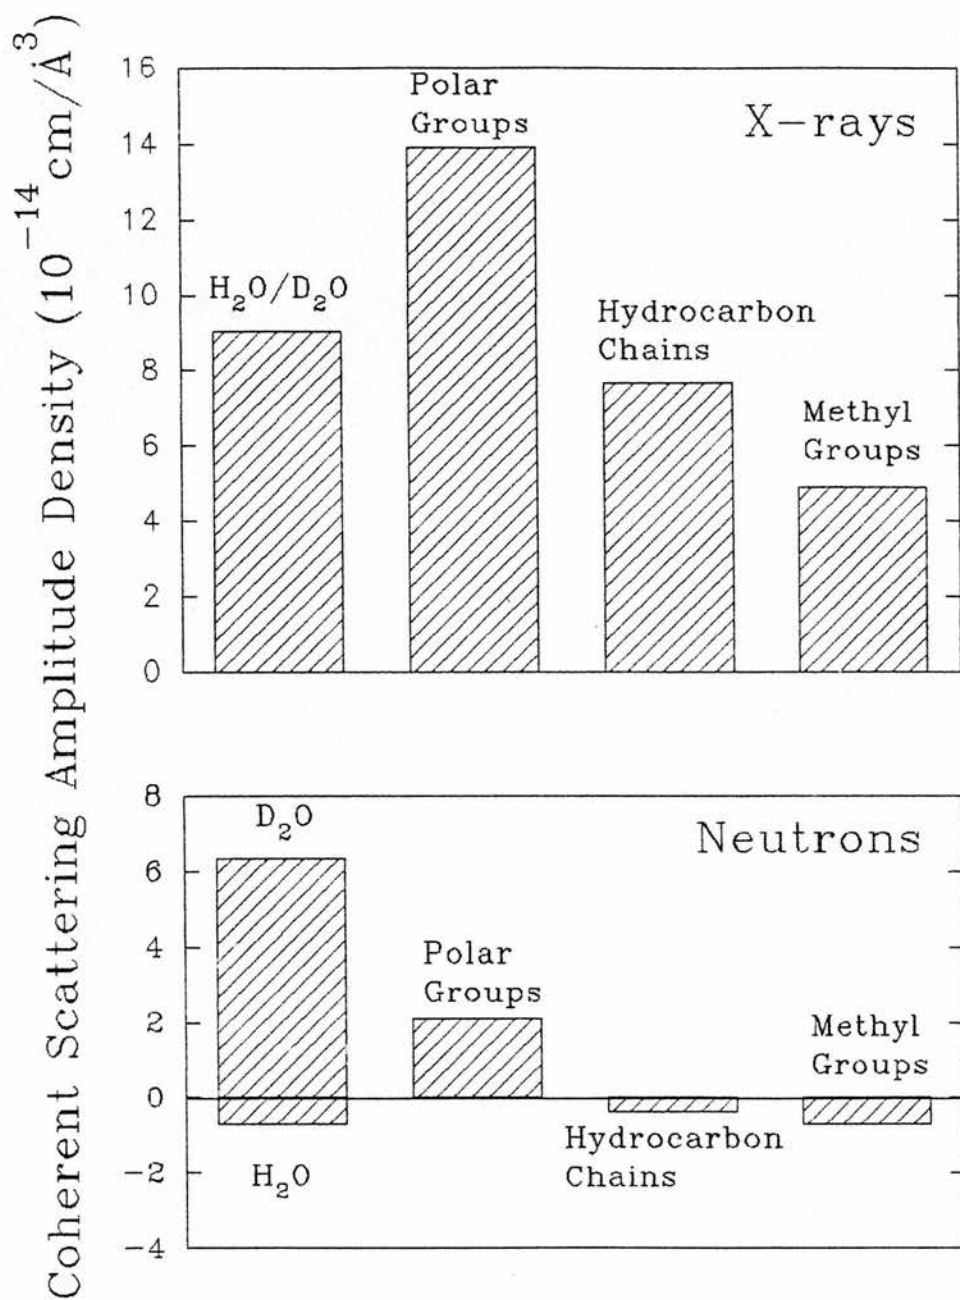 Coherent Scattering Amplitude Density (10⁻¹⁴ cm/Å³)
16
14
12
10
8
6
4
2
0
X-rays
H₂O/D₂O
Polar
Groups
Hydrocarbon
Chains
Methyl
Groups
8
6
4
2
0
-2
-4
Neutrons
D₂O
H₂O
Polar
Groups
Hydrocarbon
Chains
Methyl
Groups